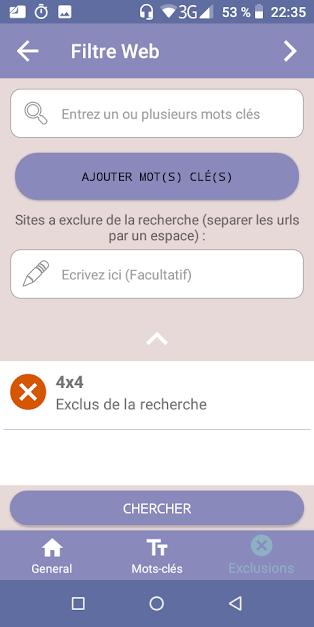 3G 53 % 22:35
Filtre Web
Entrez un ou plusieurs mots clés
AJOUTER MOT(S) CLÉ(S)
Sites a exclure de la recherche (separer les urls
par un espace) :
Ecrivez ici (Facultatif)
4x4
Exclus de la recherche
CHERCHER
General Mots-clés Exclusions